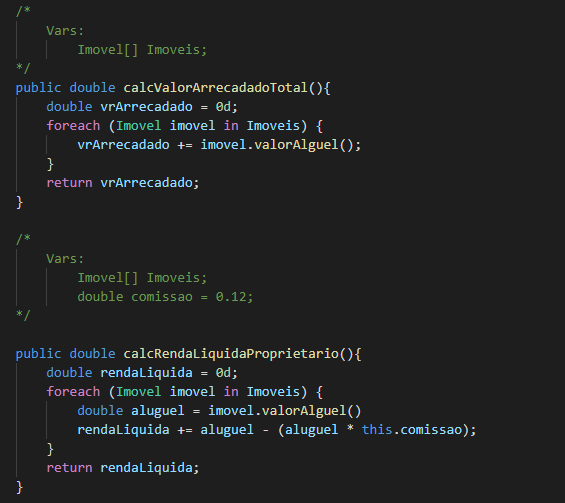 /*
    Vars:
        Imovel[] Imoveis;
*/
public double calcValorArrecadadoTotal(){
    double vrArrecadado = 0d;
    foreach (Imovel imovel in Imoveis) {
        vrArrecadado += imovel.valorAlguel();
    }
    return vrArrecadado;
}
/*
    Vars:
        Imovel[] Imoveis;
        double comissao = 0.12;
*/
public double calcRendaLiquidaProprietario(){
    double rendaLiquida = 0d;
    foreach (Imovel imovel in Imoveis) {
        double aluguel = imovel.valorAlguel()
        rendaLiquida += aluguel - (aluguel * this.comissao);
    }
    return rendaLiquida;
}